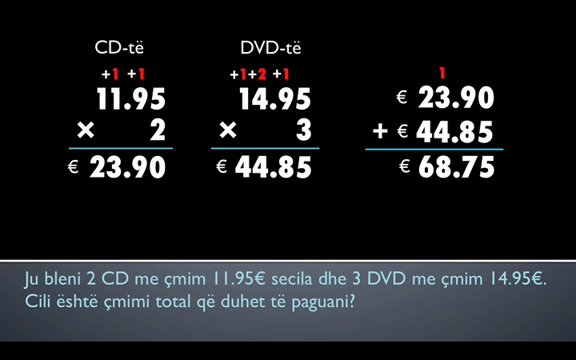 CD-të DVD-të
+1 +1 +1+2 +1 1
11.95 14.95 € 23.90
× 2 × 3 + € 44.85
€ 23.90 € 44.85 € 68.75
Ju bleni 2 CD me çmim 11.95€ secila dhe 3 DVD me çmim 14.95€.
Cili është çmimi total që duhet të paguani?